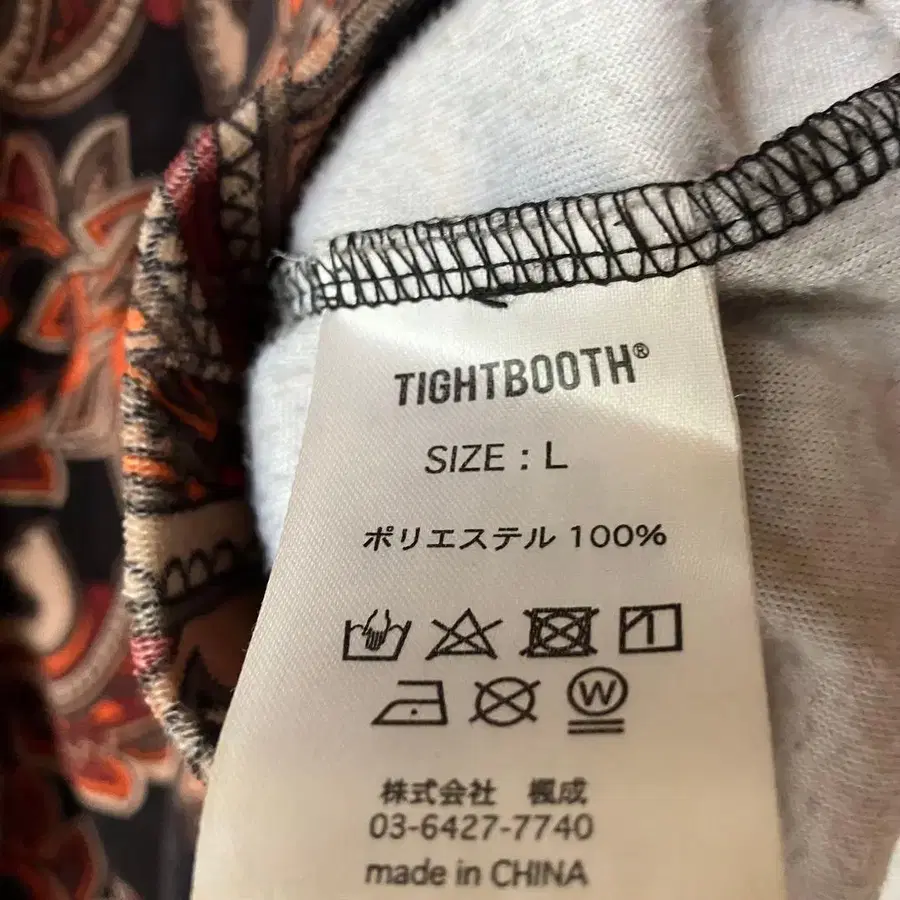 TIGHTBOOTH®
SIZE : L
ポリエステル 100%
W
株式会社 楓成
03-6427-7740
made in CHINA